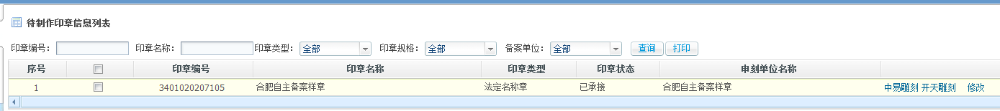 待制作印章信息列表
印章编号： 印章名称： 印章类型： 全部 印章规格： 全部 备案单位： 全部 查询 打印
序号 印章编号 印章名称 印章类型 印章状态 申刻单位名称
1 3401020207105 合肥自主备案样章 法定名称章 已承接 合肥自主备案样章 中易雕刻 开天雕刻 修改